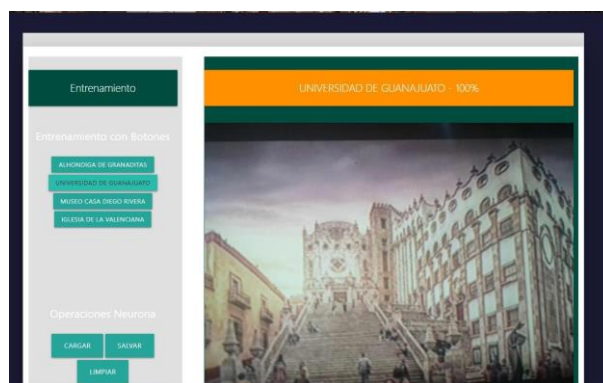 Entrenamiento
UNIVERSIDAD DE GUANAJUATO - 100%
Entrenamiento con Botones
ALHONDIGA DE GRANADITAS
UNIVERSIDAD DE GUANAJUATO
MUSEO CASA DIEGO RIVERA
IGLESIA DE LA VALENCIANA
Operaciones Neurona
CARGAR SALVAR
LIMPIAR